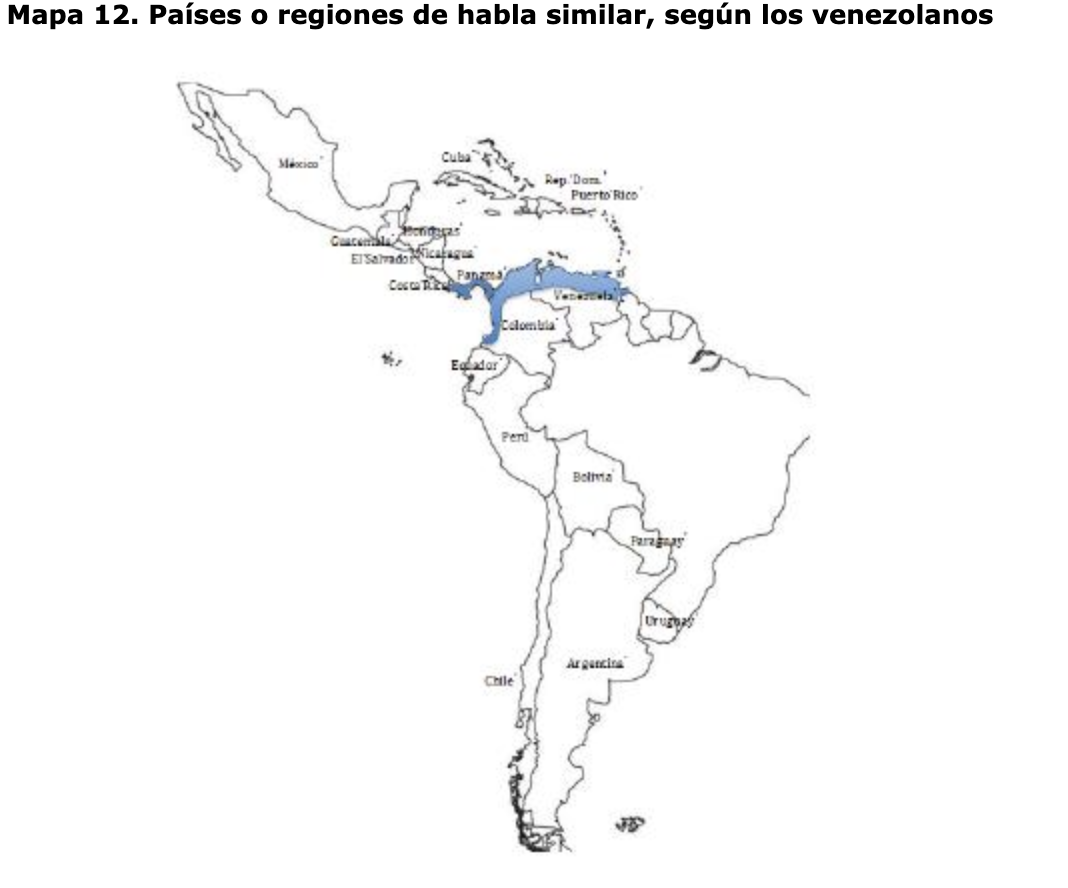 Mapa 12. Países o regiones de habla similar, según los venezolanos
México
Cuba
Rep. Dom.
Puerto Rico
Honduras
Guatemala
Nicaragua
El Salvador
Panamá
Costa Rica
Venezuela
Colombia
Ecuador
Perú
Bolivia
Paraguay
Uruguay
Argentina
Chile